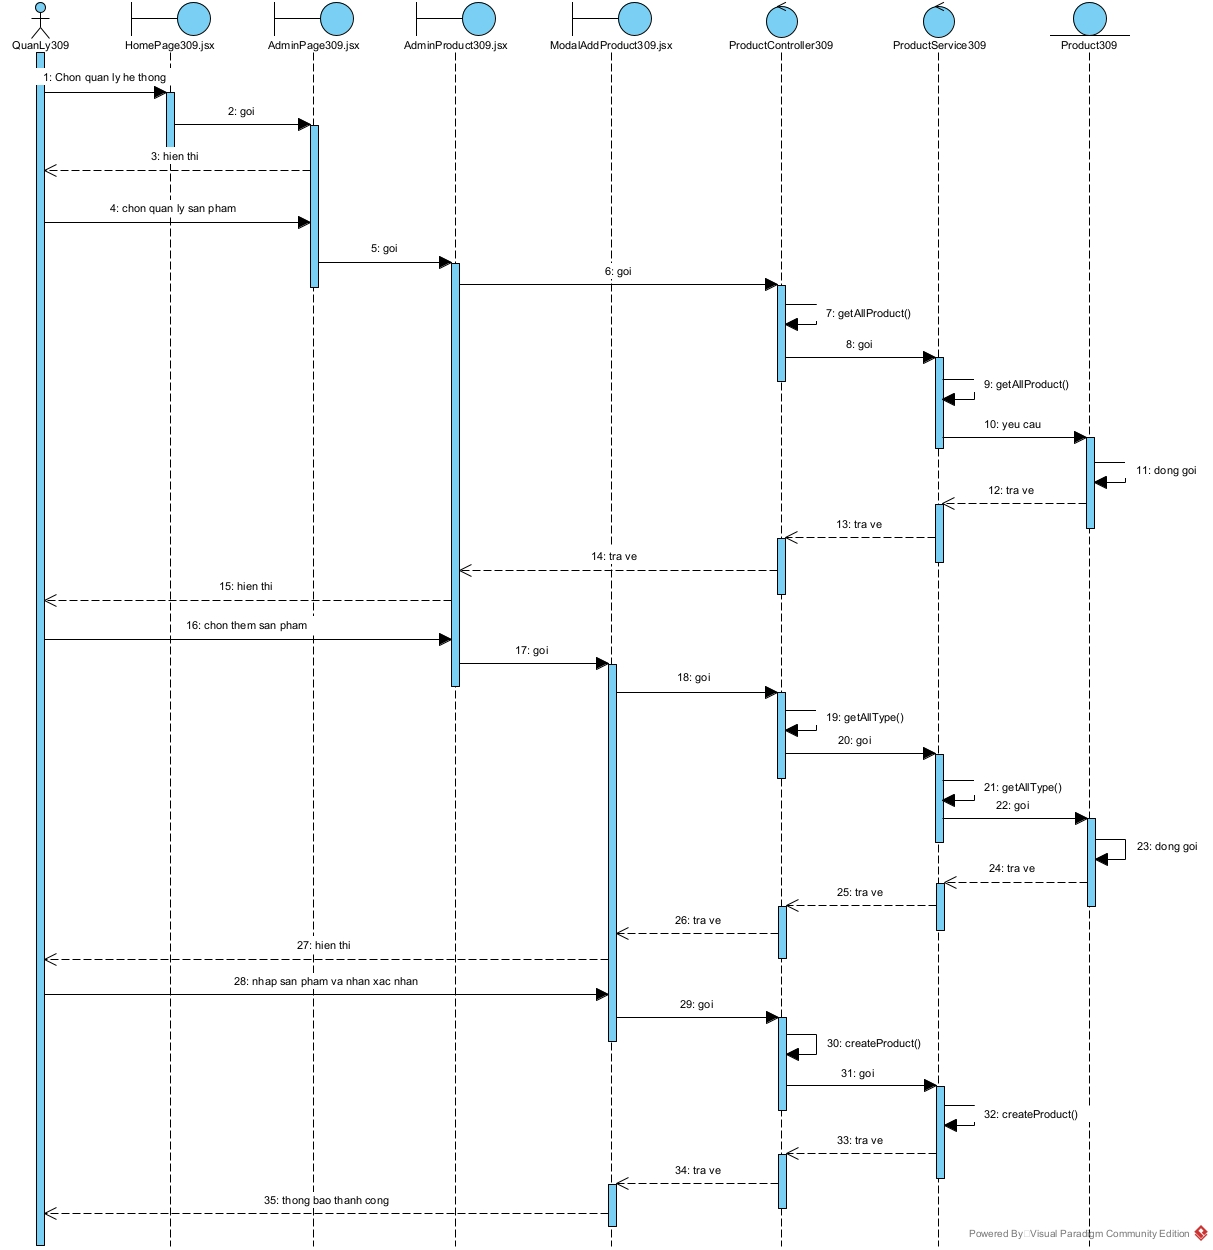 QuanLy309
HomePage309.jsx
AdminPage309.jsx
AdminProduct309.jsx
ModalAddProduct309.jsx
ProductController309
ProductService309
Product309
1: Chon quan ly he thong
2: goi
3: hien thi
4: chon quan ly san pham
5: goi
6: goi
7: getAllProduct()
8: goi
9: getAllProduct()
10: yeu cau
11: dong goi
12: tra ve
13: tra ve
14: tra ve
15: hien thi
16: chon them san pham
17: goi
18: goi
19: getAllType()
20: goi
21: getAllType()
22: goi
23: dong goi
24: tra ve
25: tra ve
26: tra ve
27: hien thi
28: nhap san pham va nhan xac nhan
29: goi
30: createProduct()
31: goi
32: createProduct()
33: tra ve
34: tra ve
35: thong bao thanh cong
Powered By Visual Paradigm Community Edition